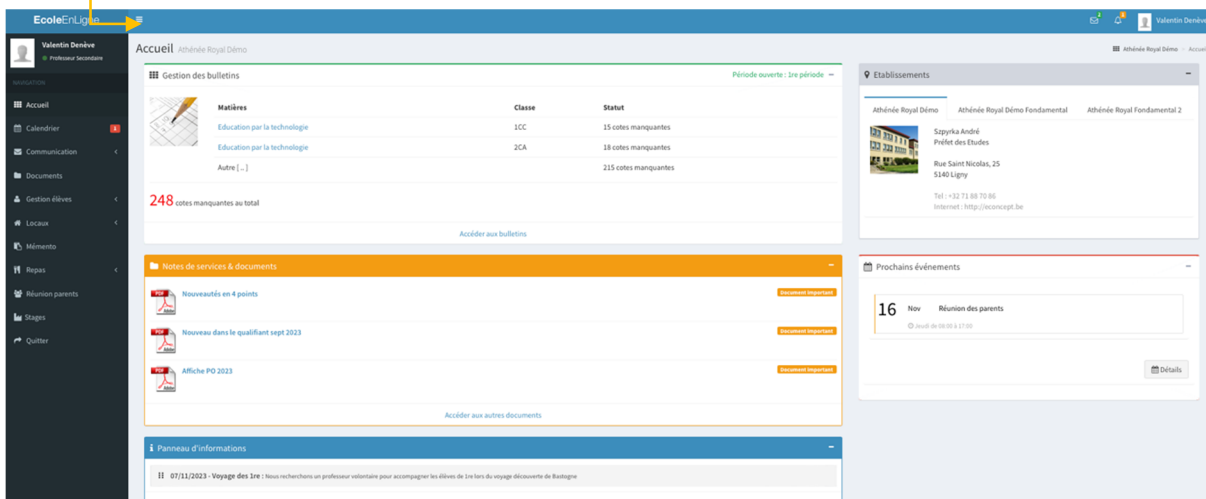 EcoleEnLigne
Valentin Denève
Valentin Denève
Professeur Secondaire
NAVIGATION
Accueil
Calendrier 1
Communication
Documents
Gestion élèves
Locaux
Mémento
Repas
Réunion parents
Stages
Quitter
Accueil Athénée Royal Démo
Athénée Royal Démo > Accueil
Gestion des bulletins Période ouverte : 1re période
Matières Classe Statut
Education par la technologie 1CC 15 cotes manquantes
Education par la technologie 2CA 18 cotes manquantes
Autre [ .. ] 215 cotes manquantes
248 cotes manquantes au total
Accéder aux bulletins
Notes de services & documents
Nouveautés en 4 points Document important
Nouveau dans le qualifiant sept 2023 Document important
Affiche PO 2023 Document important
Accéder aux autres documents
Panneau d'informations
07/11/2023 - Voyage des 1re : Nous recherchons un professeur volontaire pour accompagner les élèves de 1re lors du voyage découverte de Bastogne
Etablissements
Athénée Royal Démo Athénée Royal Démo Fondamental Athénée Royal Fondamental 2
Szpyrka André
Préfet des Etudes
Rue Saint Nicolas, 25
5140 Ligny
Tel : +32 71 88 70 86
Internet : http://econcept.be
Prochains événements
16 Nov Réunion des parents
Jeudi de 08:00 à 17:00
Détails